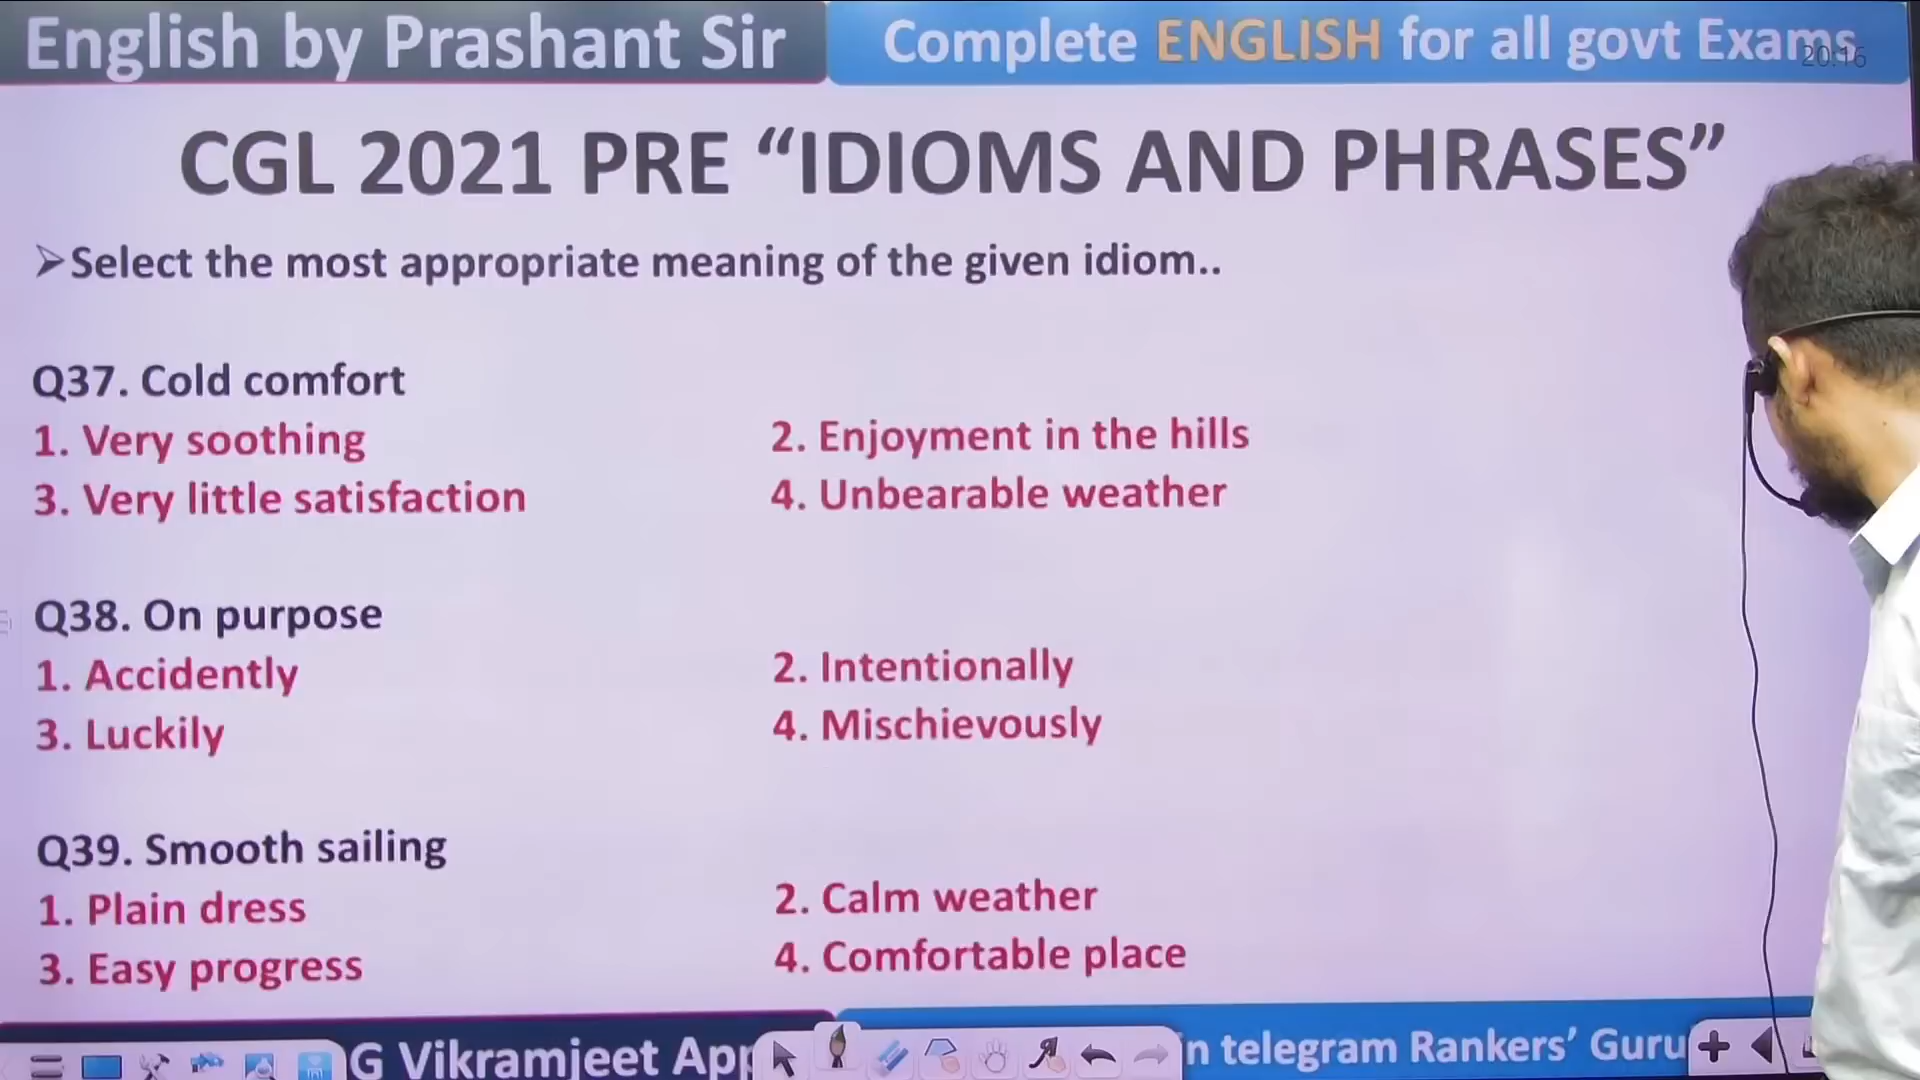 English by Prashant Sir
Complete ENGLISH for all govt Exams
20:16
CGL 2021 PRE “IDIOMS AND PHRASES”
➢Select the most appropriate meaning of the given idiom..
Q37. Cold comfort
1. Very soothing
2. Enjoyment in the hills
3. Very little satisfaction
4. Unbearable weather
Q38. On purpose
1. Accidently
2. Intentionally
3. Luckily
4. Mischievously
Q39. Smooth sailing
1. Plain dress
2. Calm weather
3. Easy progress
4. Comfortable place
G Vikramjeet App
n telegram Rankers’ Guru